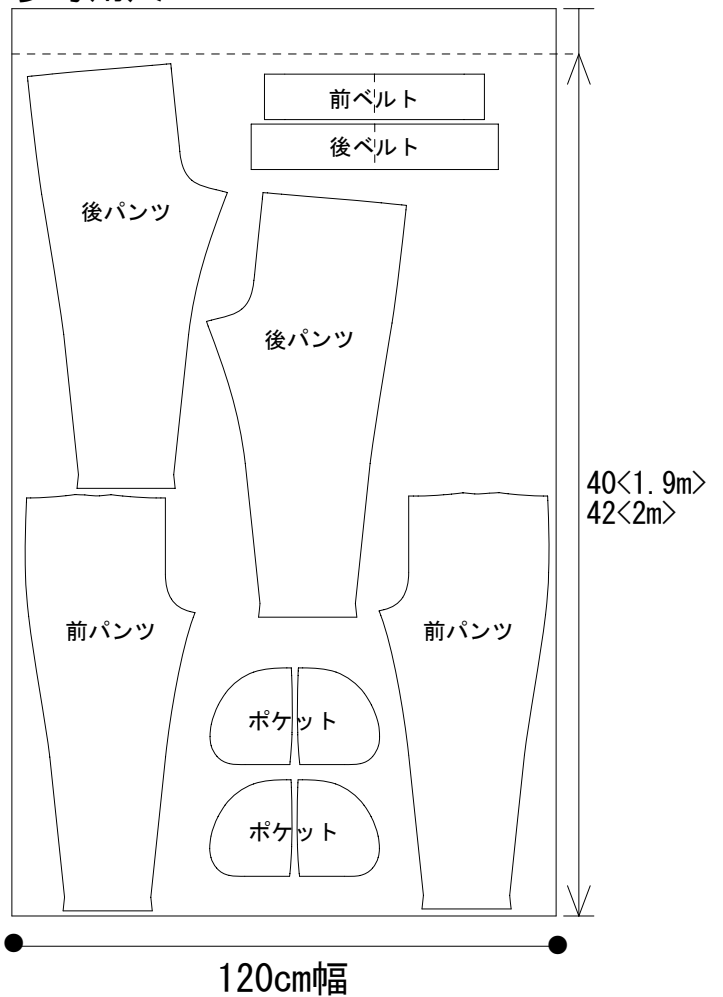 前ベルト
後ベルト
後パンツ
後パンツ
40<1.9m>
42<2m>
前パンツ
前パンツ
ポケット
ポケット
120cm幅